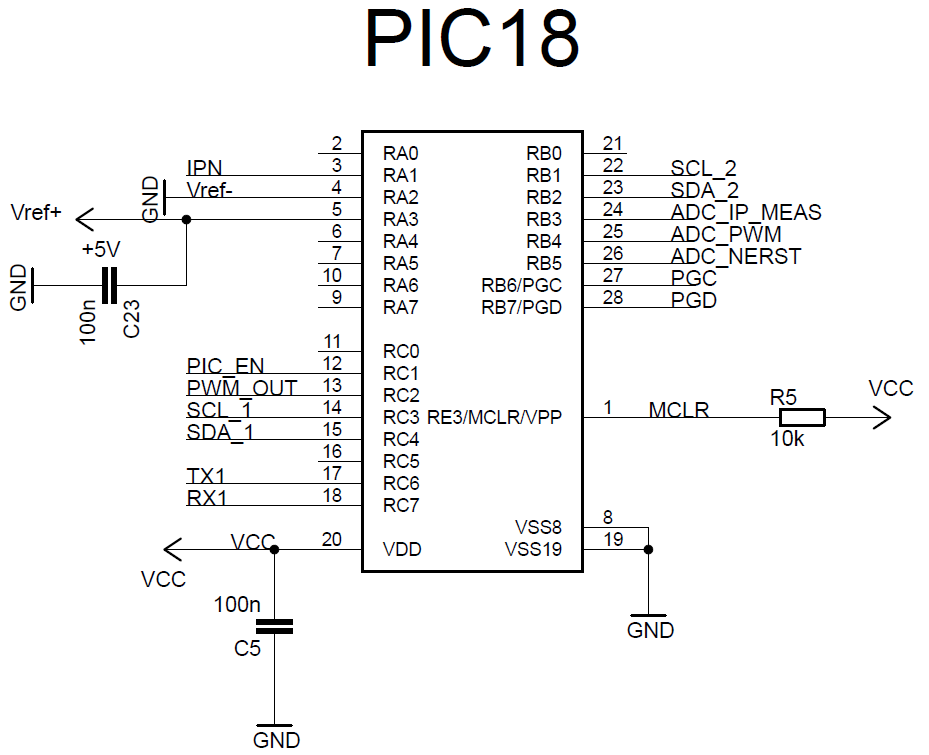 PIC18
2 RA0 RB0 21
IPN 3 RA1 RB1 22 SCL_2
GND Vref- 4 RA2 RB2 23 SDA_2
Vref+ 5 RA3 RB3 24 ADC_IP_MEAS
6 RA4 RB4 25 ADC_PWM
+5V 7 RA5 RB5 26 ADC_NERST
GND 10 RA6 RB6/PGC 27 PGC
100n C23 9 RA7 RB7/PGD 28 PGD
11 RC0
PIC_EN 12 RC1
PWM_OUT 13 RC2
SCL_1 14 RC3 RE3/MCLR/VPP 1 MCLR R5 10k VCC
SDA_1 15 RC4
16 RC5
TX1 17 RC6
RX1 18 RC7
VSS8 8
VCC VCC 20 VDD VSS19 19
100n
C5
GND
GND